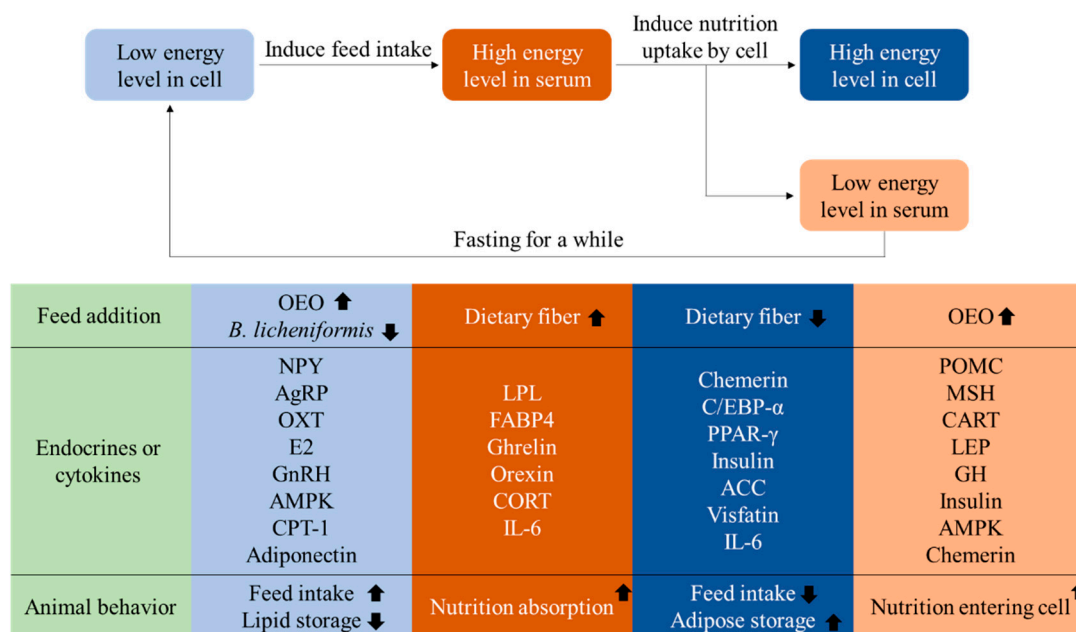 Low energy
level in cell
Induce feed intake
High energy
level in serum
Induce nutrition
uptake by cell
High energy
level in cell
Low energy
level in serum
Fasting for a while
Feed addition
OEO
B. licheniformis
Dietary fiber
Dietary fiber
OEO
Endocrines or
cytokines
NPY
AgRP
OXT
E2
GnRH
AMPK
CPT-1
Adiponectin
LPL
FABP4
Ghrelin
Orexin
CORT
IL-6
Chemerin
C/EBP-α
PPAR-γ
Insulin
ACC
Visfatin
IL-6
POMC
MSH
CART
LEP
GH
Insulin
AMPK
Chemerin
Animal behavior
Feed intake
Lipid storage
Nutrition absorption
Feed intake
Adipose storage
Nutrition entering cell